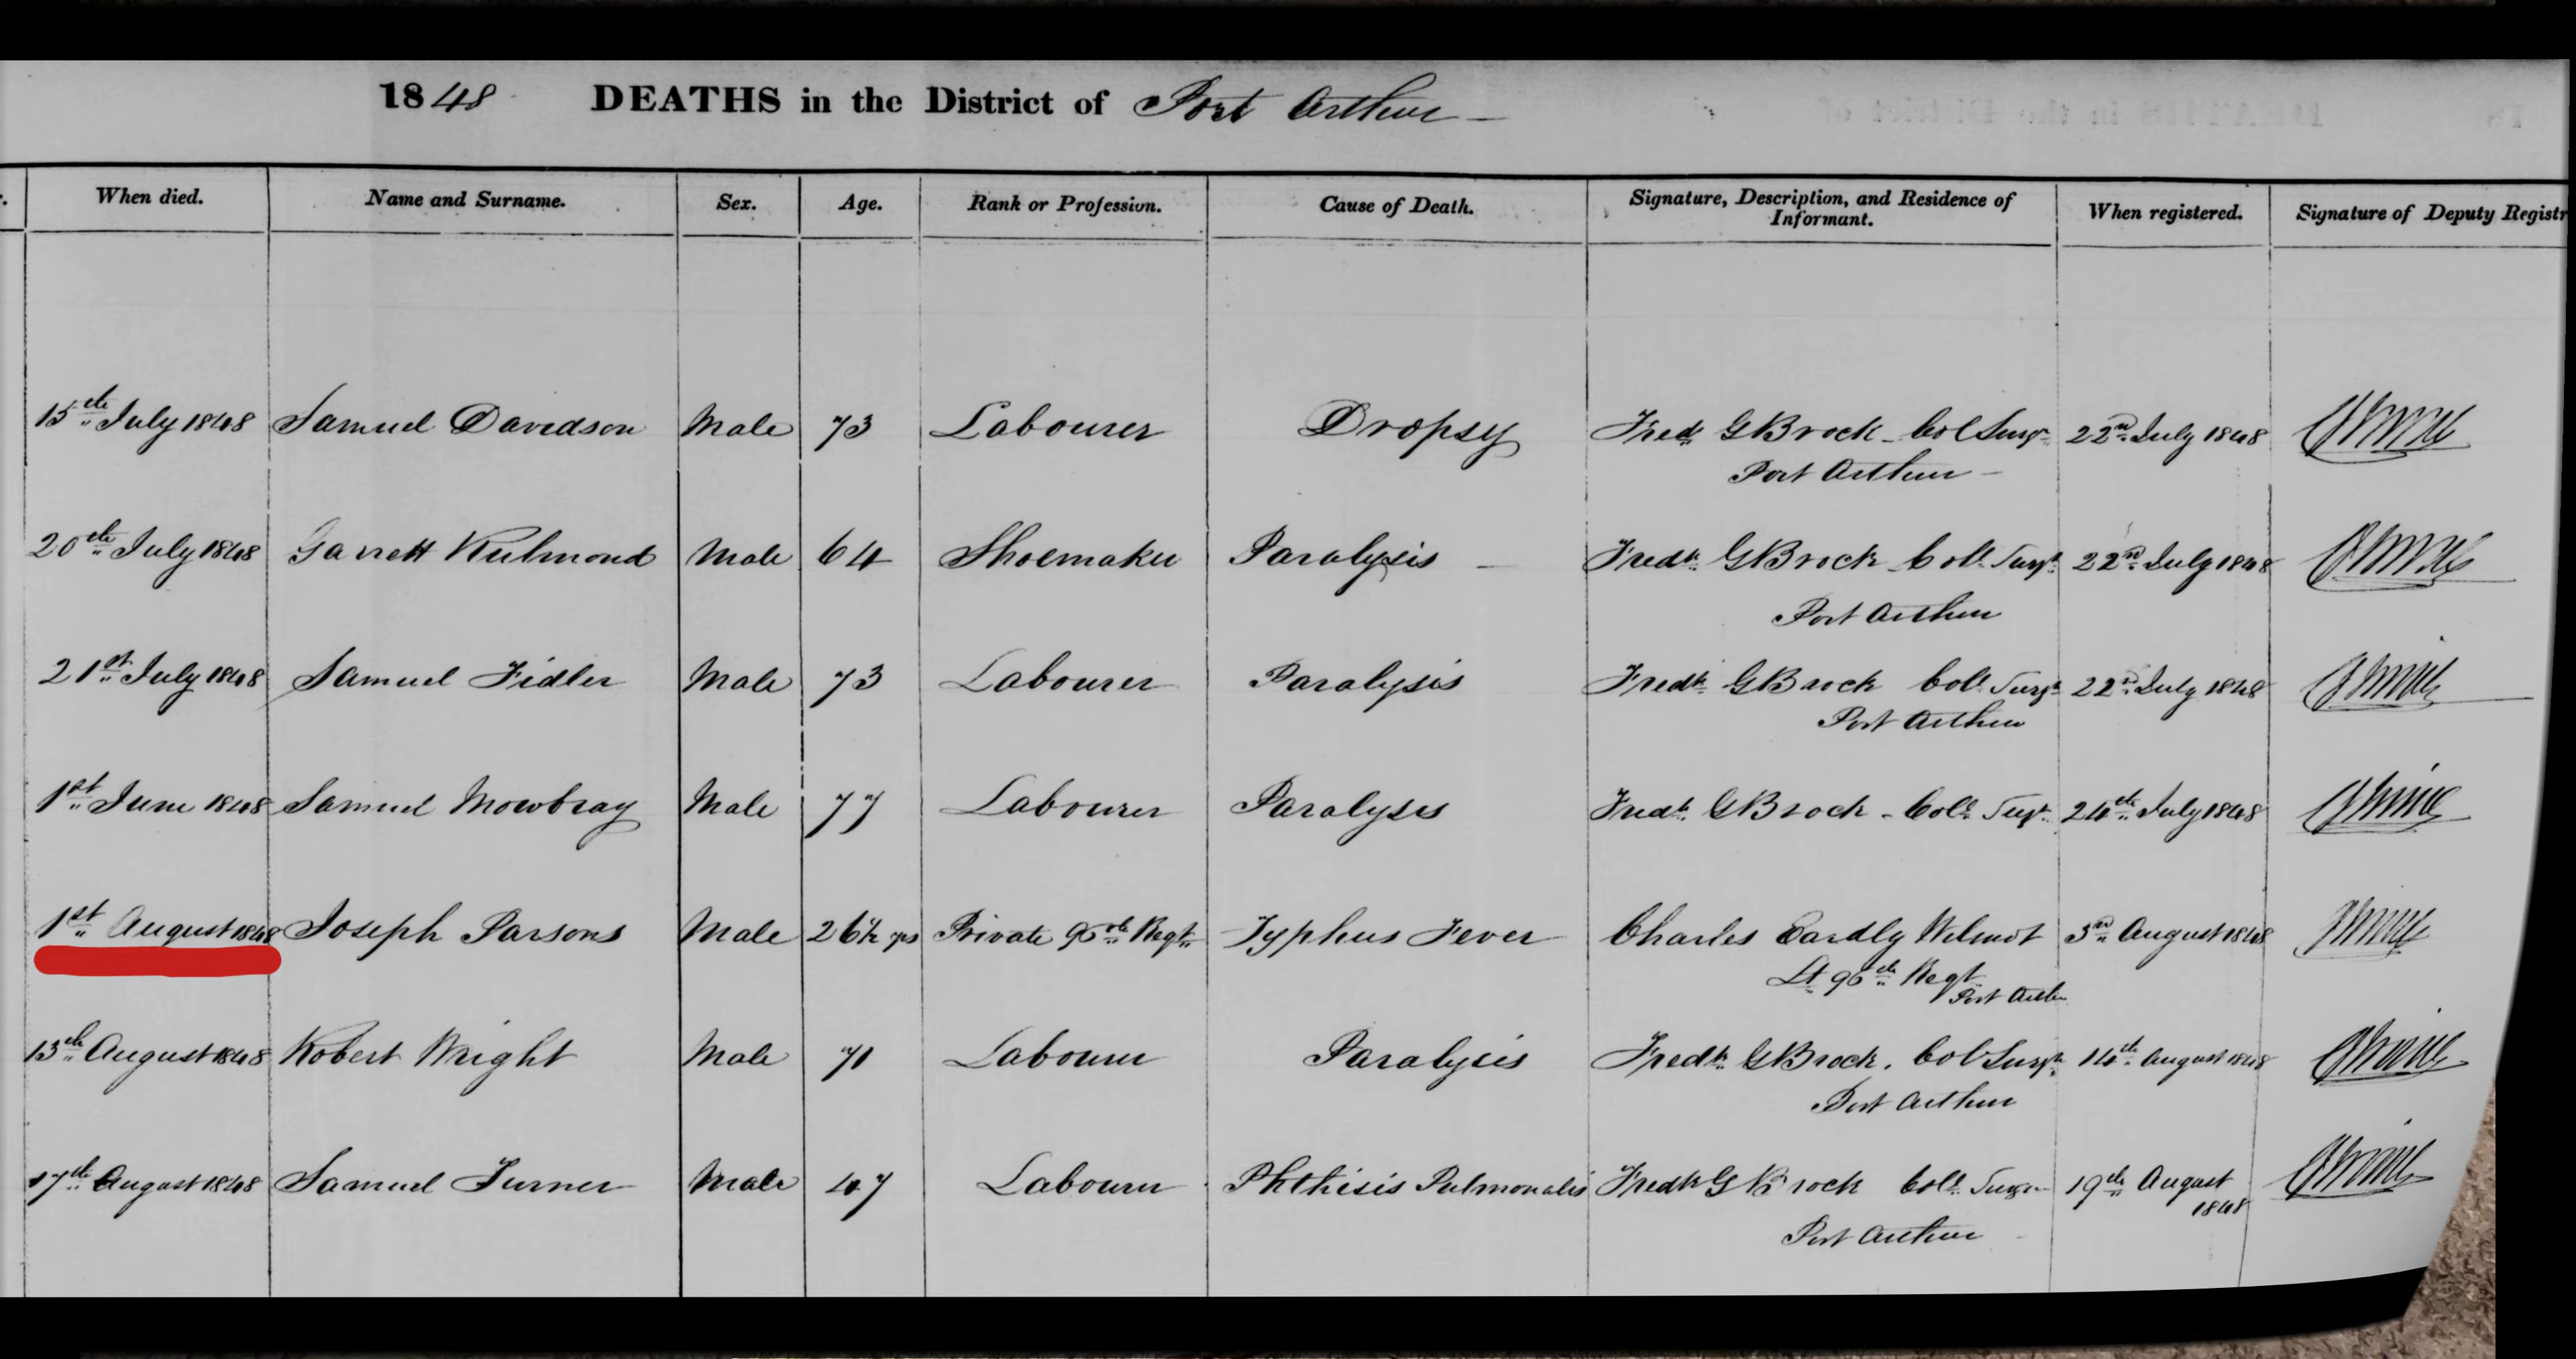 1848 DEATHS in the District of Port Arthur
When died. Name and Surname. Sex. Age. Rank or Profession. Cause of Death. Signature, Description, and Residence of Informant. When registered. Signature of Deputy Registr
15th July 1848 Samuel Davidson Male 73 Labourer Dropsy Fredk G Brock Col Surgn 22nd July 1848
Port Arthur
20th July 1848 Garrett Male 64 Shoemaker Paralysis Fredk G Brock Coll Surgn 22nd July 1848
Port Arthur
21st July 1848 Samuel Fidler Male 73 Labourer Paralysis Fredk G Brock Coll Surgn 22nd July 1848
Port Arthur
1st June 1848 Samuel Mowbray Male 77 Labourer Paralysis Fredk G Brock Coll Surgn 24th July 1848
1st August 1848 Joseph Parsons Male 26½ yrs Private 96th Regt Typhus Fever Charles Eardly Wilmot 3rd August 1848
Lt 96th Regt
Port Arthur
13th August 1848 Robert Wright Male 71 Labourer Paralysis Fredk G Brock. Col Surgn 14th August 1848
Port Arthur
17th August 1848 Samuel Turner Male 47 Labourer Phthisis Pulmonalis Fredk G Brock Coll Surgn 19th August
1848
Port Arthur